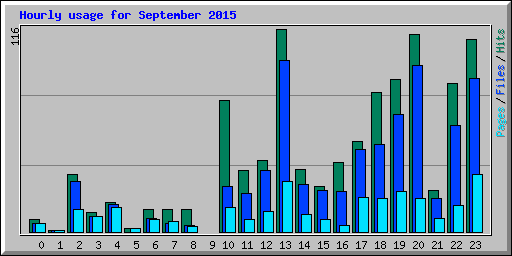 Hourly usage for September 2015
116
Pages / Files / Hits
0 1 2 3 4 5 6 7 8 9 10 11 12 13 14 15 16 17 18 19 20 21 22 23